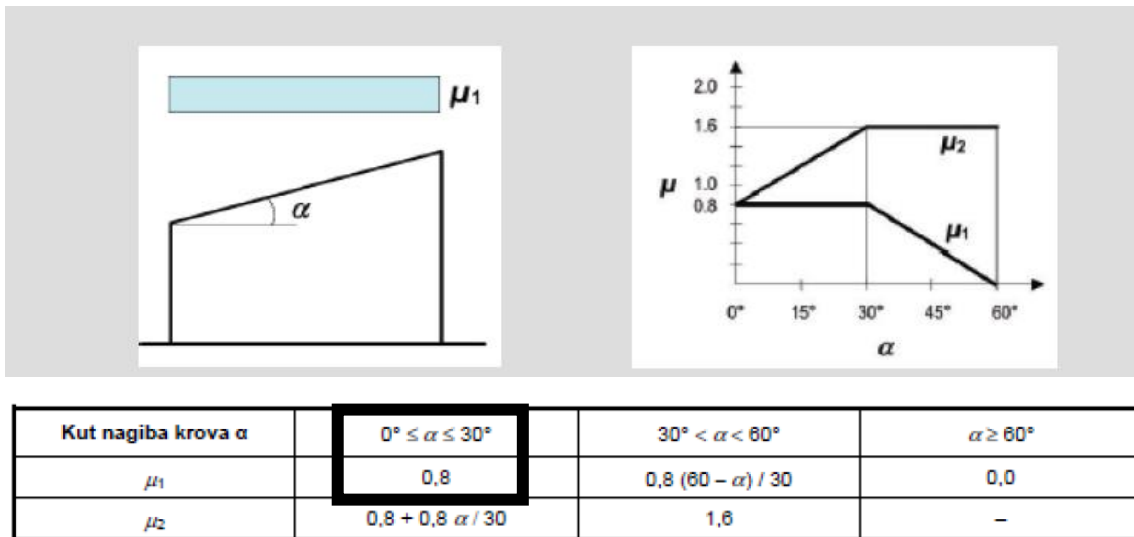 μ1
α
2.0
1.6
μ2
μ 1.0
0.8
μ1
0° 15° 30° 45° 60°
α
Kut nagiba krova α 0° ≤ α ≤ 30° 30° < α < 60° α ≥ 60°
μ1 0,8 0,8 (60 – α) / 30 0,0
μ2 0,8 + 0,8 α / 30 1,6 –